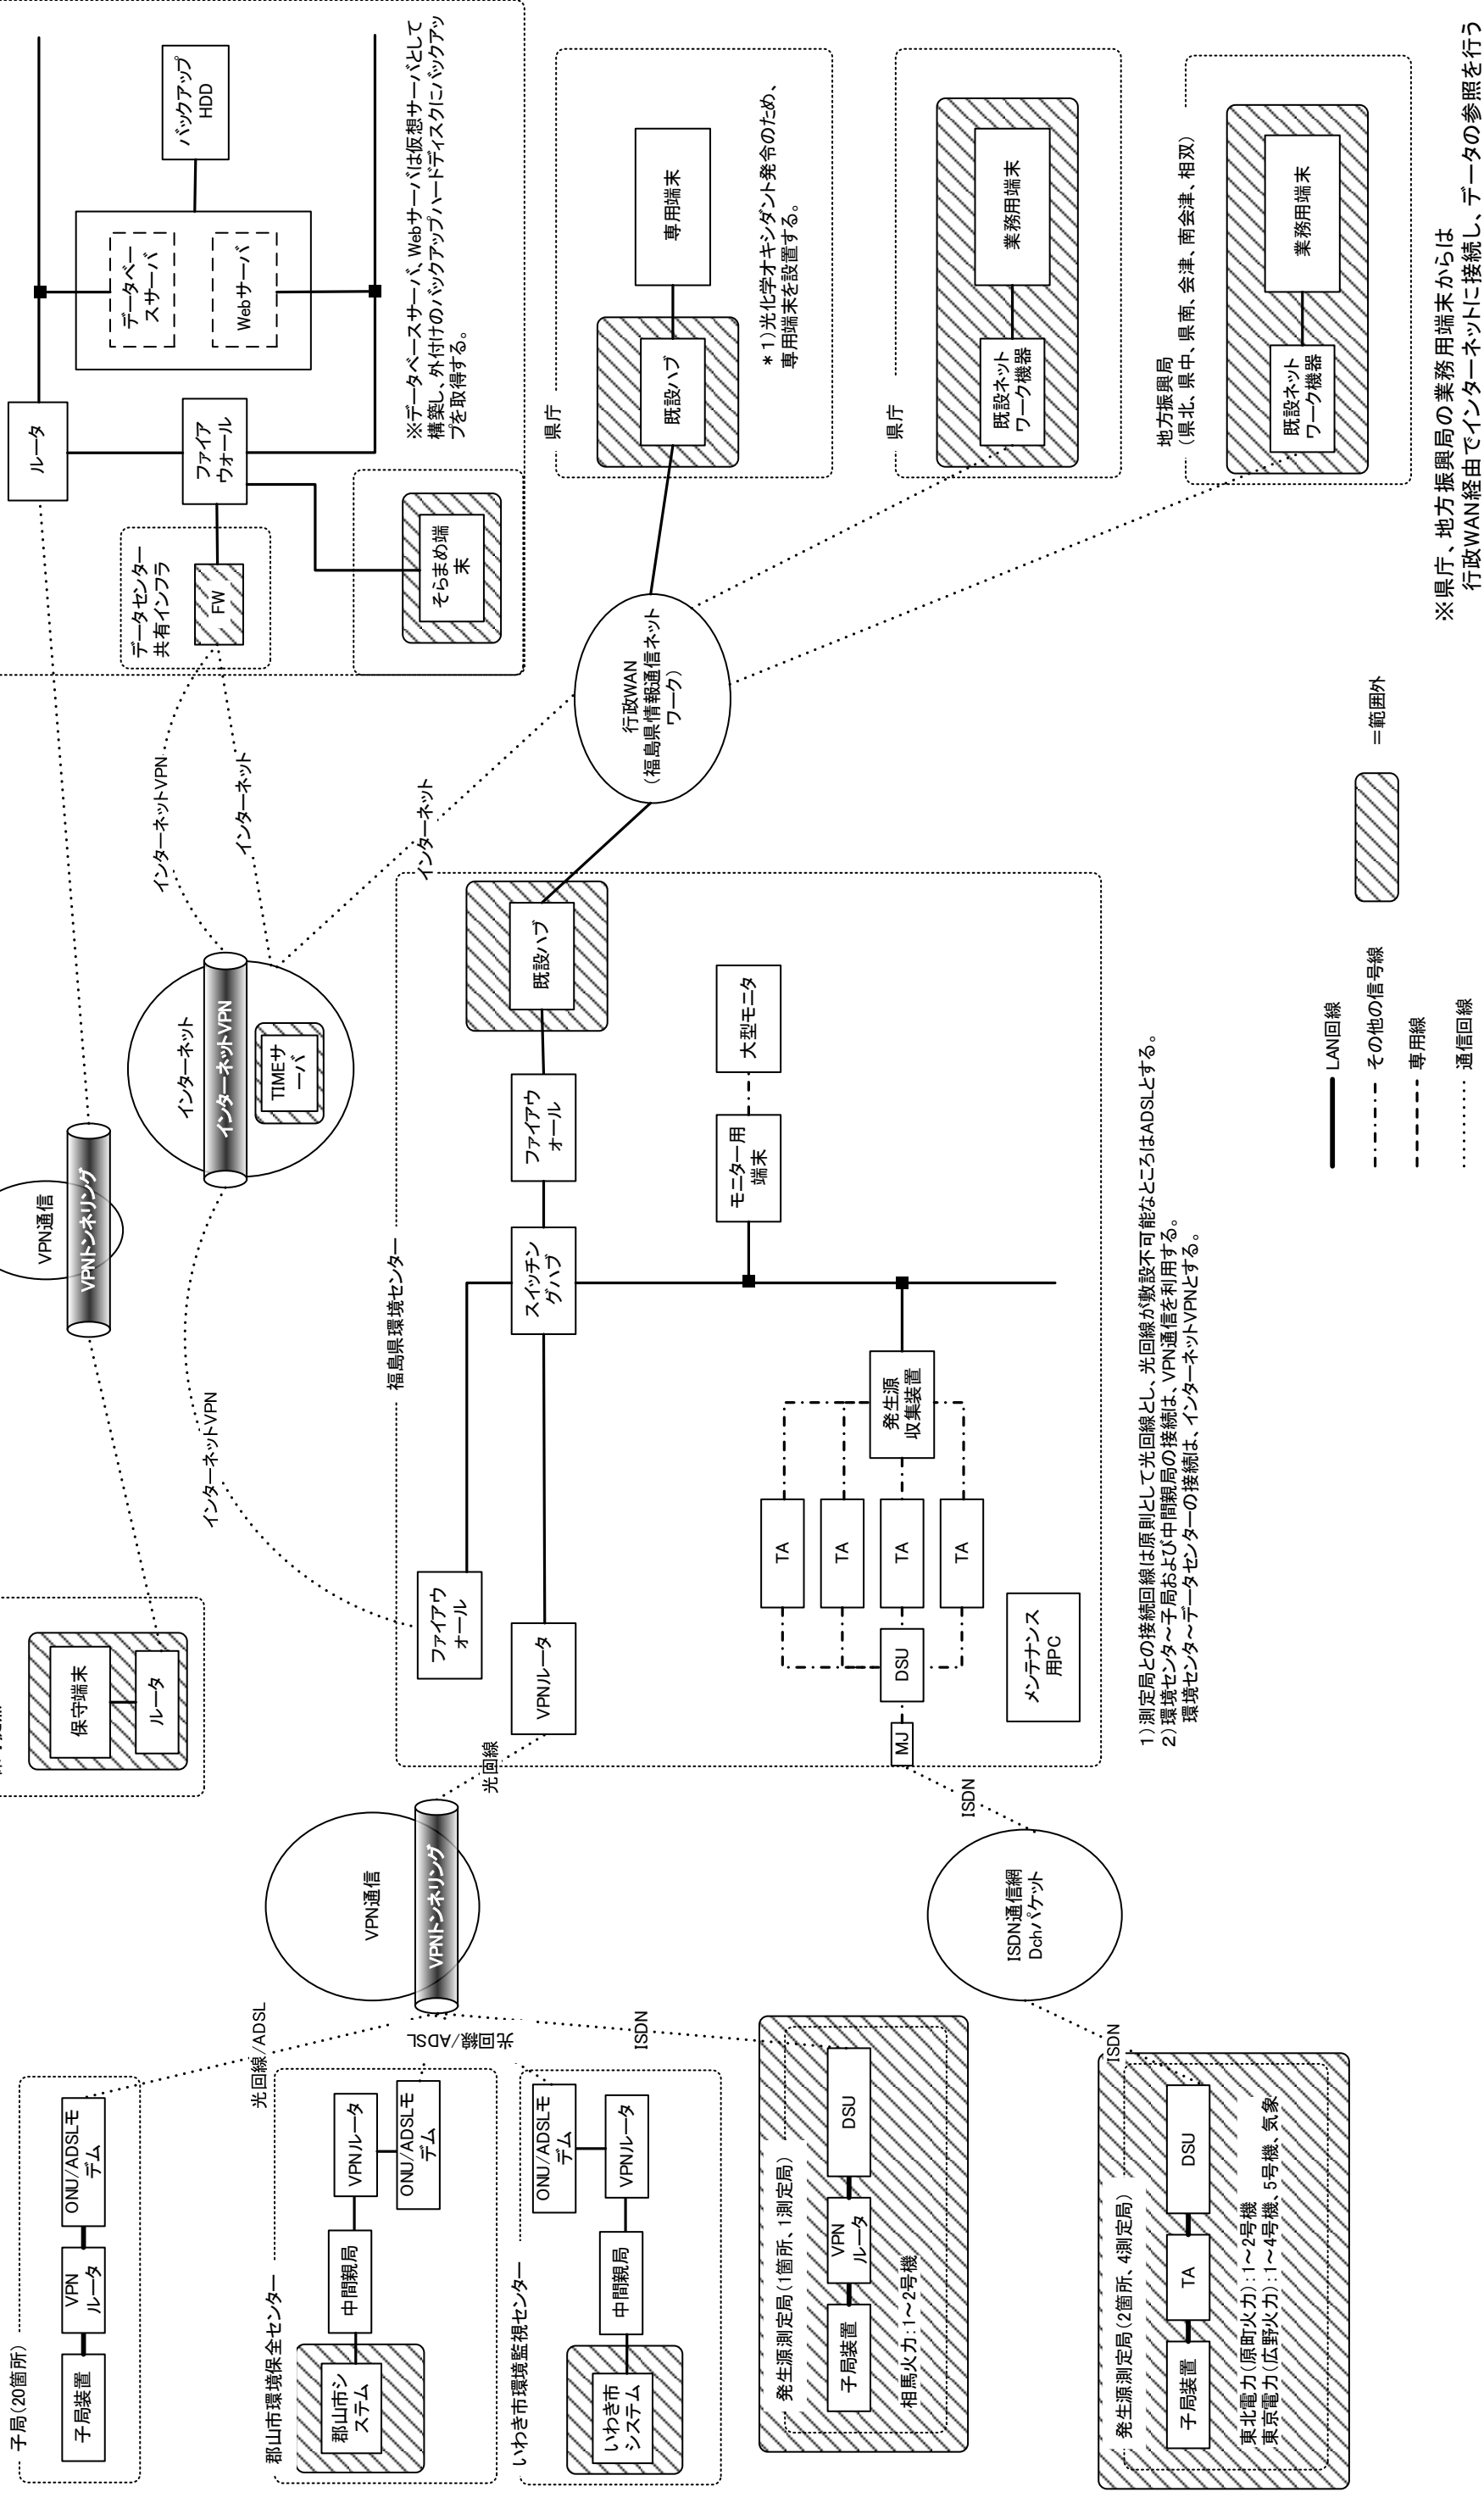 子局(20箇所)
子局装置
VPN
ルータ
ONU/ADSLモ
デム
光回線/ADSL
郡山市環境保全センター
郡山市シ
ステム
中間親局
VPNルータ
ONU/ADSLモ
デム
光回線/ADSL
いわき市環境監視センター
いわき市
システム
中間親局
VPNルータ
ONU/ADSLモ
デム
ISDN
発生源測定局(1箇所、1測定局)
子局装置
VPN
ルータ
DSU
相馬火力:1～2号機
発生源測定局(2箇所、4測定局)
子局装置
TA
DSU
東北電力(原町火力):1～2号機
東京電力(広野火力):1～4号機、5号機、気象
ISDN
VPN通信
VPNトンネリング
ISDN通信網
Dchパケット
ISDN
光回線
保守端末
ルータ
VPN通信
VPNトンネリング
インターネットVPN
インターネット
インターネットVPN
TIMEサ
ーバ
インターネットVPN
インターネット
インターネット
福島県環境センター
ファイアウ
ォール
VPNルータ
スイッチン
グハブ
ファイアウ
ォール
既設ハブ
モニター用
端末
大型モニタ
発生源
収集装置
TA
TA
TA
TA
DSU
MJ
メンテナンス
用PC
1)測定局との接続回線は原則として光回線とし、光回線が敷設不可能なところはADSLとする。
2)環境センタ～子局および中間親局の接続は、VPN通信を利用する。
環境センタ～データセンターの接続は、インターネットVPNとする。
ルータ
ファイア
ウォール
データベー
スサーバ
Webサーバ
バックアップ
HDD
データセンター
共有インフラ
FW
そらまめ端
末
※データベースサーバ、Webサーバは仮想サーバとして
構築し、外付けのバックアップハードディスクにバックアッ
プを取得する。
行政WAN
(福島県情報通信ネット
ワーク)
県庁
既設ハブ
専用端末
*1)光化学オキシダント発令のため、
専用端末を設置する。
県庁
既設ネット
ワーク機器
業務用端末
地方振興局
(県北、県中、県南、会津、南会津、相双)
既設ネット
ワーク機器
業務用端末
※県庁、地方振興局の業務用端末からは
行政WAN経由でインターネットに接続し、データの参照を行う
＝範囲外
LAN回線
その他の信号線
専用線
通信回線